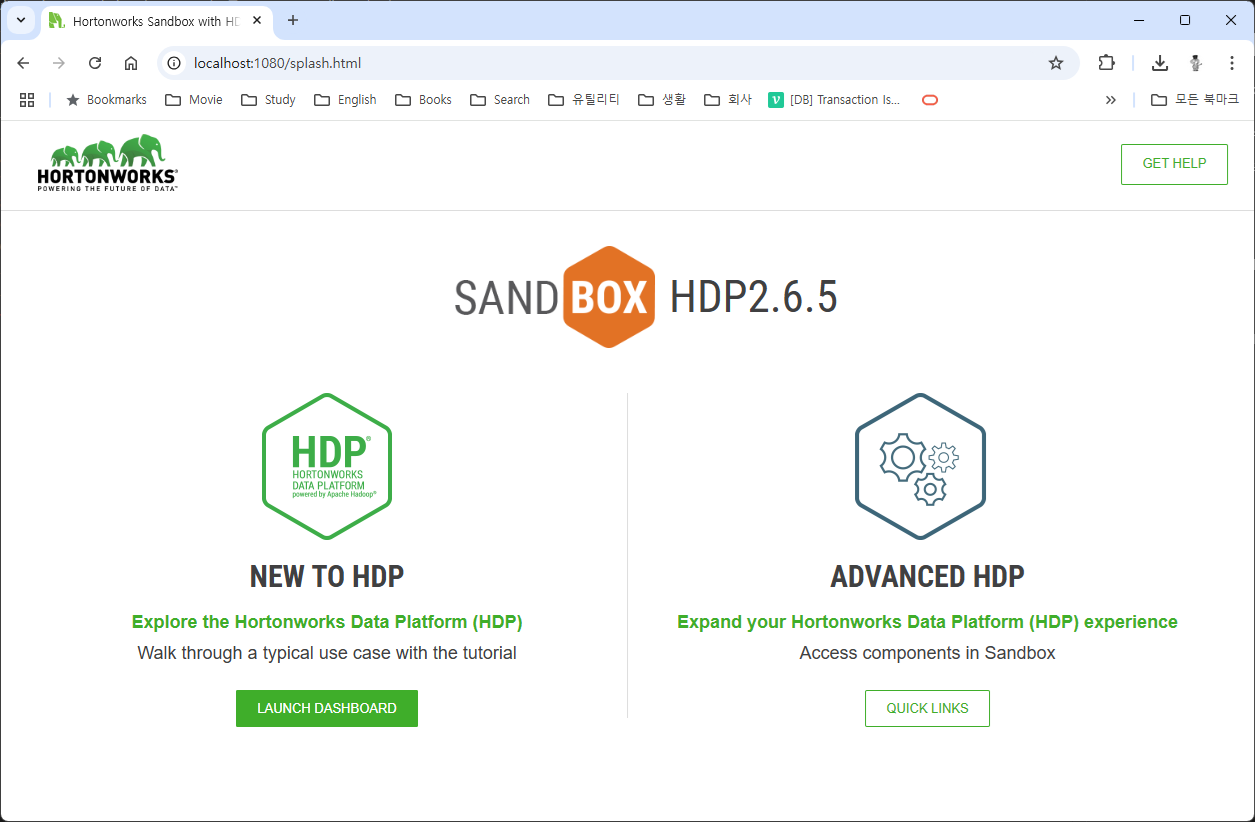 Hortonworks Sandbox with HD
localhost:1080/splash.html
Bookmarks Movie Study English Books Search 유틸리티 생활 회사 [DB] Transaction Is... 모든 북마크
HORTONWORKS
POWERING THE FUTURE OF DATA™
GET HELP
SANDBOX HDP2.6.5
HDP®
HORTONWORKS
DATA PLATFORM
powered by Apache Hadoop®
NEW TO HDP
Explore the Hortonworks Data Platform (HDP)
Walk through a typical use case with the tutorial
LAUNCH DASHBOARD
ADVANCED HDP
Expand your Hortonworks Data Platform (HDP) experience
Access components in Sandbox
QUICK LINKS